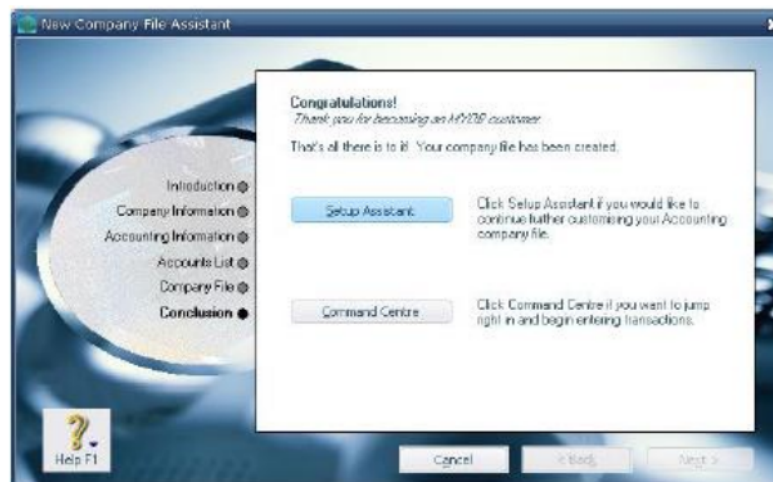 New Company File Assistant
Congratulations!
Thank you for becoming an MYOB customer.
That's all there is to it! Your company file has been created.
Introduction
Company Information
Accounting Information
Accounts List
Company File
Conclusion
Setup Assistant
Click Setup Assistant if you would like to
continue further customising your Accounting
company file.
Command Centre
Click Command Centre if you want to jump
right in and begin entering transactions.
Help F1
Cancel
< Back
Next >